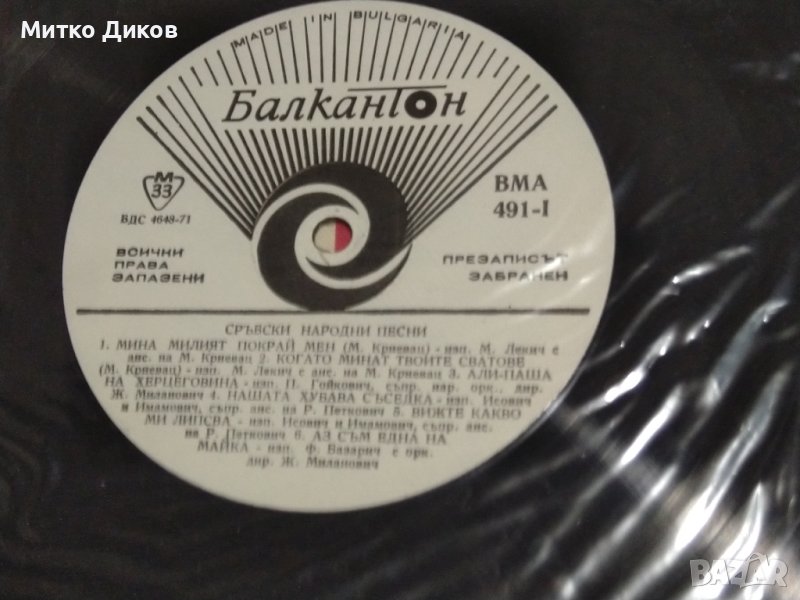 Митко Диков
MADE IN BULGARIA
Балкантон
М
33
ВДС 4648-71
ВМА
491-I
ВСИЧКИ
ПРАВА
ЗАПАЗЕНИ
ПРЕЗАПИСЪТ
ЗАБРАНЕН
СРЪБСКИ НАРОДНИ ПЕСНИ
1. МИНА МИЛИЯТ ПОКРАЙ МЕН (М. Крневац) - изп. М. Лекич с
анс. на М. Крневац 2. КОГАТО МИНАТ ТВОИТЕ СВАТОВЕ
(М. Крневац) - изп. М. Лекич с анс. на М. Крневац 3. АЛИ-ПАША
НА ХЕРЦЕГОВИНА - изп. П. Гойкович, съпр. нар. орк., дир.
Ж. Миланович 4. НАШАТА ХУБАВА СЪСЕДКА - изп. Исович
и Имамович, съпр. анс. на Р. Петкович 5. ВИЖТЕ КАКВО
МИ ЛИПСВА - изп. Исович и Имамович, съпр. анс.
на Р. Петкович 6. АЗ СЪМ ЕДНА НА
МАЙКА - изп. Ф. Базарич с орк.
дир. Ж. Миланович
BAZAR